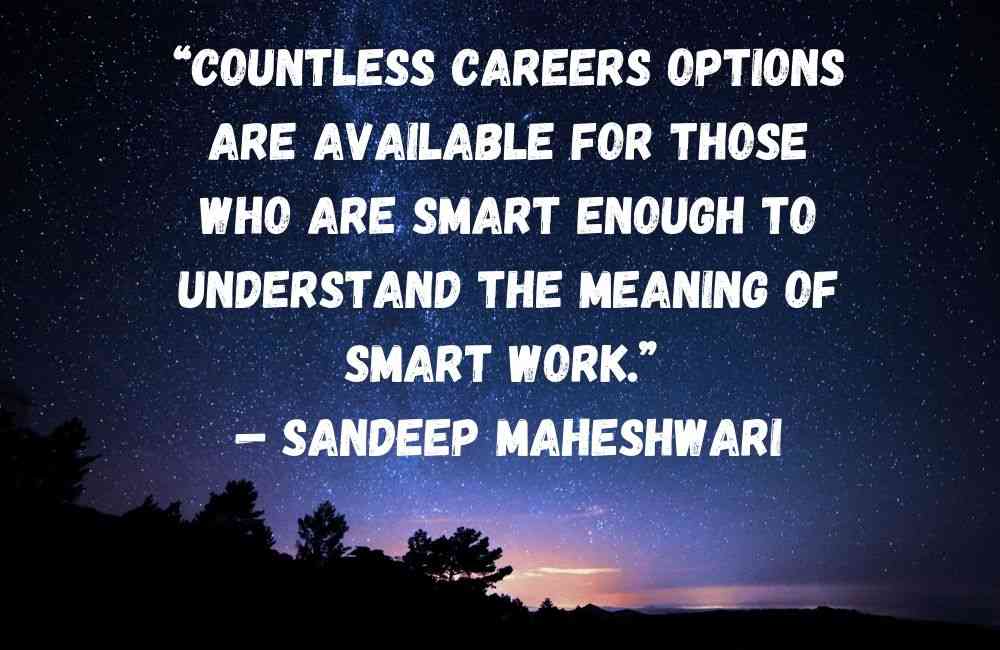 “COUNTLESS CAREERS OPTIONS
ARE AVAILABLE FOR THOSE
WHO ARE SMART ENOUGH TO
UNDERSTAND THE MEANING OF
SMART WORK.”
– SANDEEP MAHESHWARI